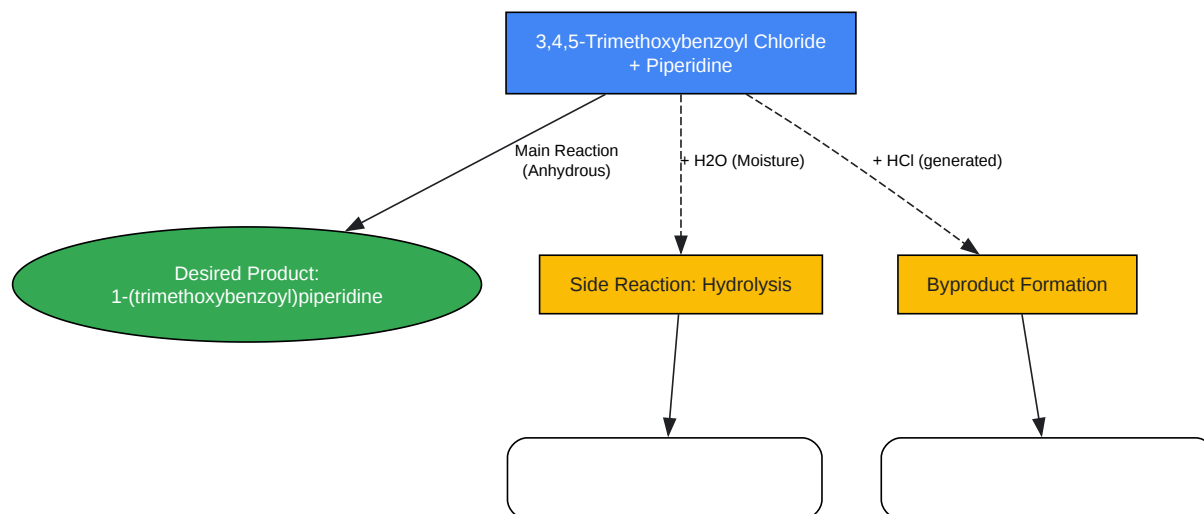 3,4,5-Trimethoxybenzoyl Chloride
+ Piperidine
Main Reaction
(Anhydrous)
+ H2O (Moisture)
+ HCl (generated)
Desired Product:
1-(trimethoxybenzoyl)piperidine
Side Reaction: Hydrolysis
Byproduct Formation